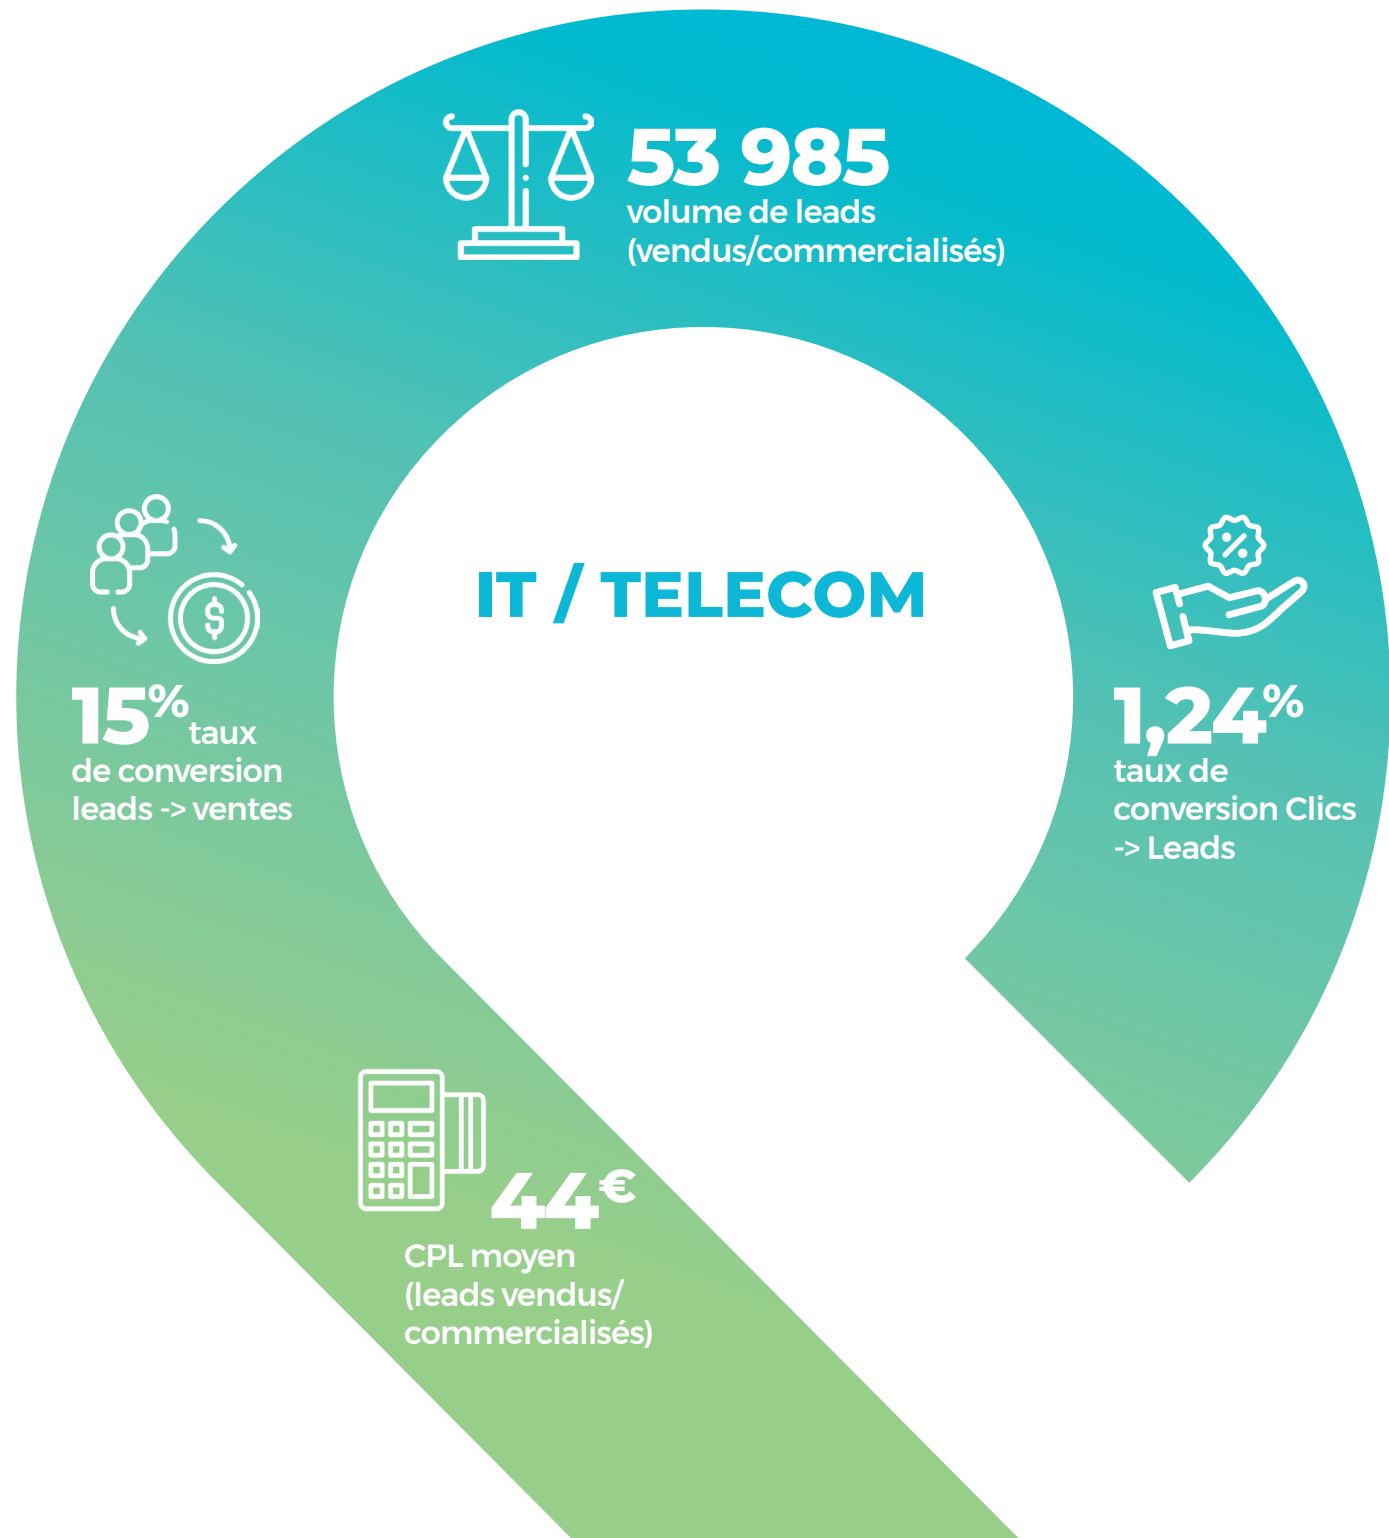 53 985
volume de leads
(vendus/commercialisés)
IT / TELECOM
15% taux
de conversion
leads -> ventes
1,24%
taux de
conversion Clics
-> Leads
44€
CPL moyen
(leads vendus/
commercialisés)